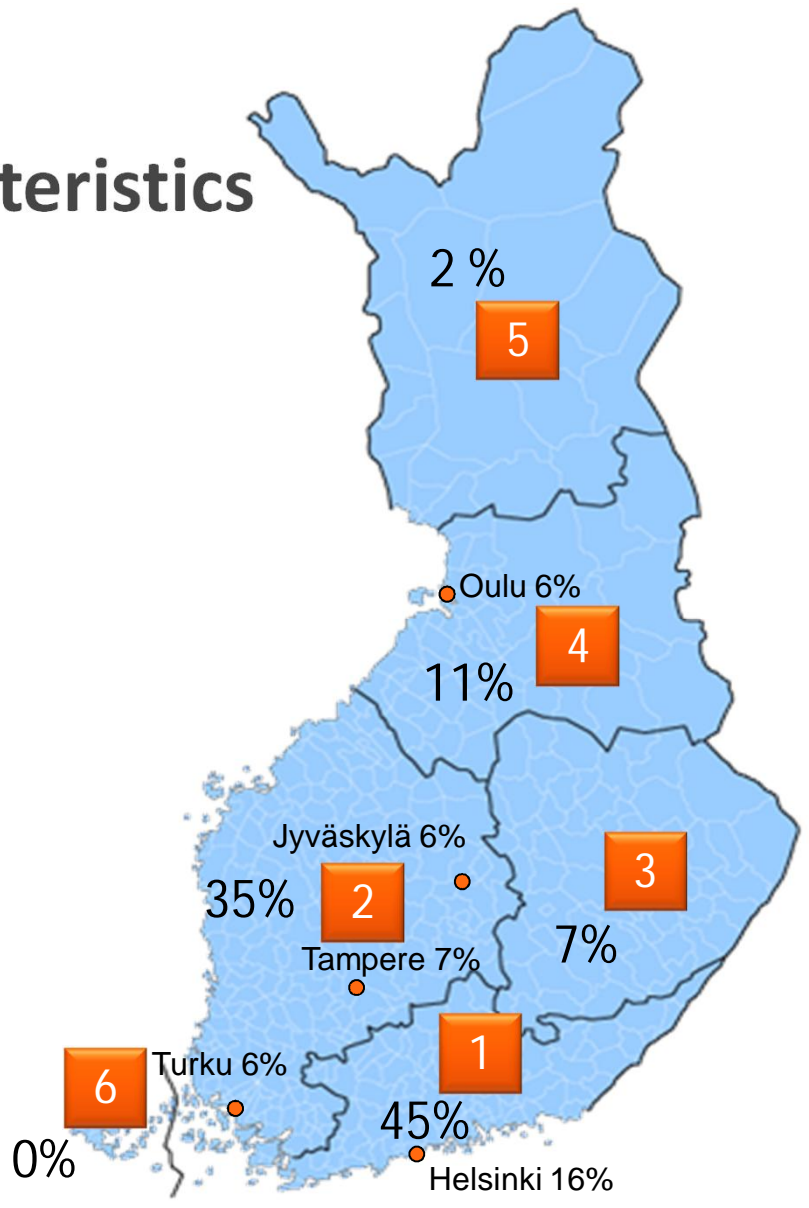 teristics
2 %
5
Oulu 6%
4
11%
Jyväskylä 6%
3
35%
2
7%
Tampere 7%
1
Turku 6%
6
45%
0%
Helsinki 16%